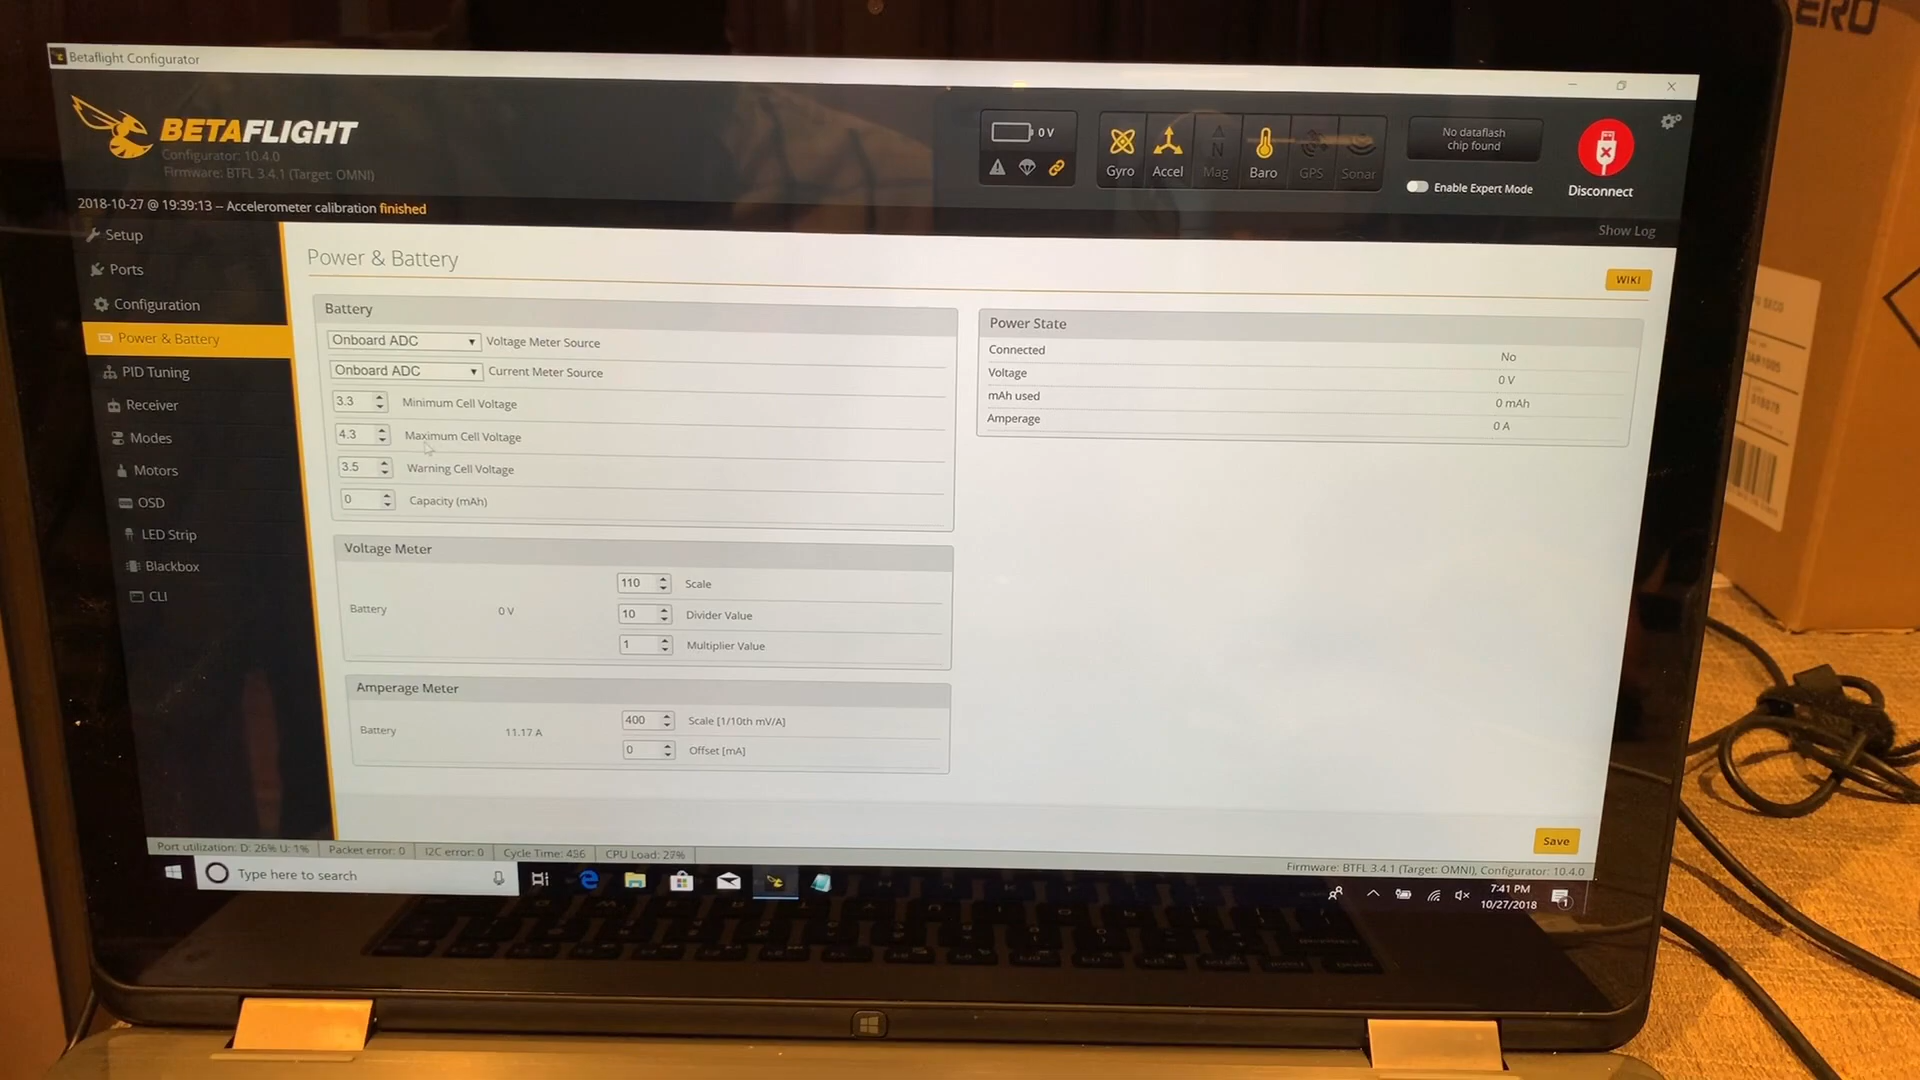 ERO
Betaflight Configurator
BETAFLIGHT
Configurator: 10.4.0
Firmware: BTFL 3.4.1 (Target: OMNI)
0 V
Gyro
Accel
Mag
Baro
GPS
Sonar
No dataflash
chip found
Enable Expert Mode
Disconnect
2018-10-27 @ 19:39:13 -- Accelerometer calibration finished
Show Log
Setup
Ports
Configuration
Power & Battery
PID Tuning
Receiver
Modes
Motors
OSD
LED Strip
Blackbox
CLI
Power & Battery
WIKI
Battery
Onboard ADC Voltage Meter Source
Onboard ADC Current Meter Source
3.3 Minimum Cell Voltage
4.3 Maximum Cell Voltage
3.5 Warning Cell Voltage
0 Capacity (mAh)
Power State
Connected No
Voltage 0 V
mAh used 0 mAh
Amperage 0 A
Voltage Meter
Battery 0 V
110 Scale
10 Divider Value
1 Multiplier Value
Amperage Meter
Battery 11.17 A
400 Scale [1/10th mV/A]
0 Offset [mA]
Save
Port utilization: D: 26% U: 1% Packet error: 0 I2C error: 0 Cycle Time: 486 CPU Load: 27%
Firmware: BTFL 3.4.1 (Target: OMNI), Configurator: 10.4.0
Type here to search
7:41 PM
10/27/2018